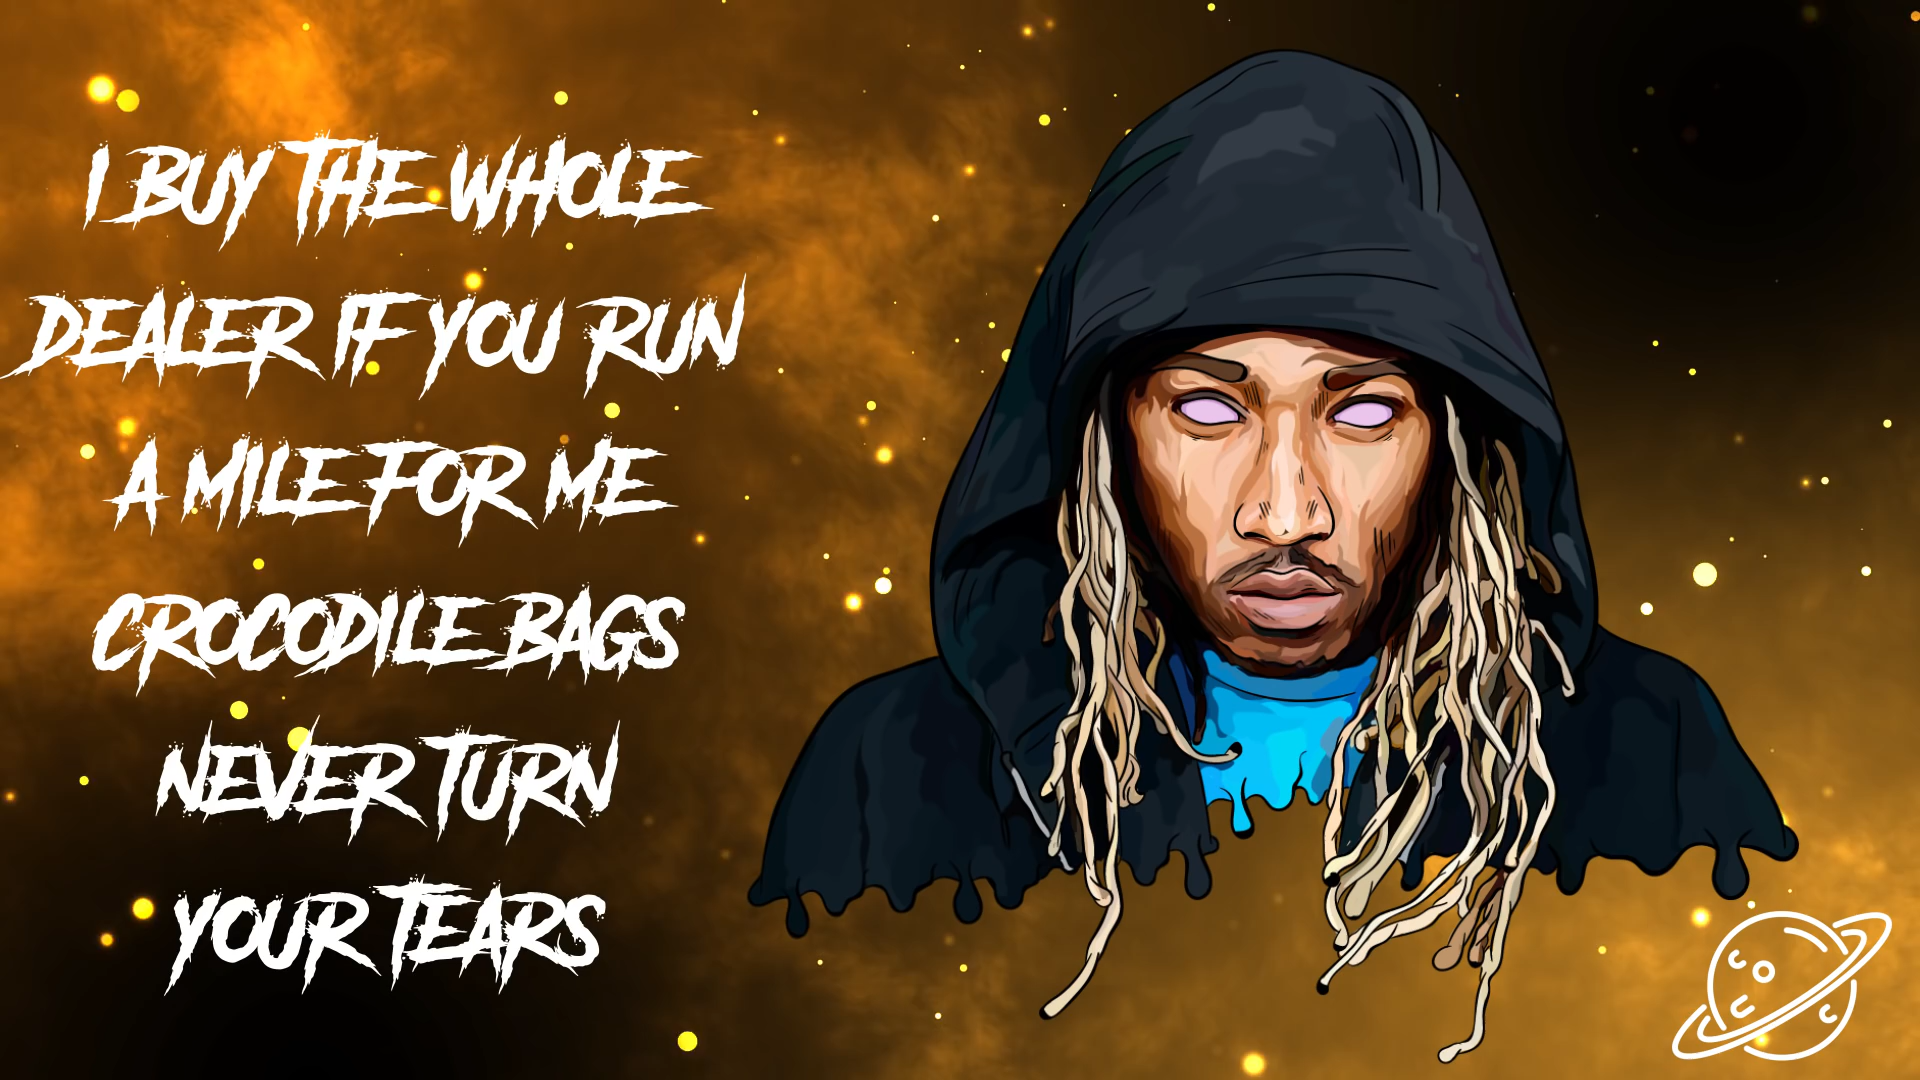 I BUY THE WHOLE
DEALER IF YOU RUN
A MILE FOR ME
CROCODILE BAGS
NEVER TURN
YOUR TEARS